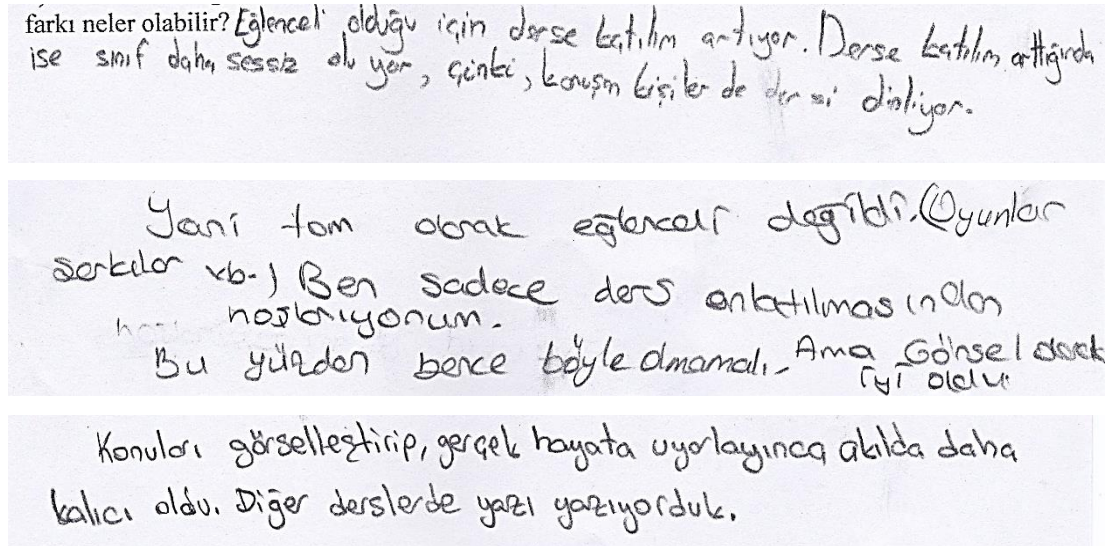 farkı neler olabilir? Eğlenceli olduğu için derse katılım artıyor. Derse katılım arttığında
ise sınıf daha sessiz oluyor, çünki, konuşn kişiler de dersi dinliyor.
Yani tam olarak eğlenceli değildi. (Oyunlar
şarkılar vb.) Ben sadece ders anlatılmasından
hoşlanıyorum.
Bu yüzden bence böyle olmamalı. Ama Görsel olarak
iyi oldu
Konuları görselleştirip, gerçek hayata uyarlayınca akılda daha
kalıcı oldu. Diğer derslerde yazı yazıyorduk.